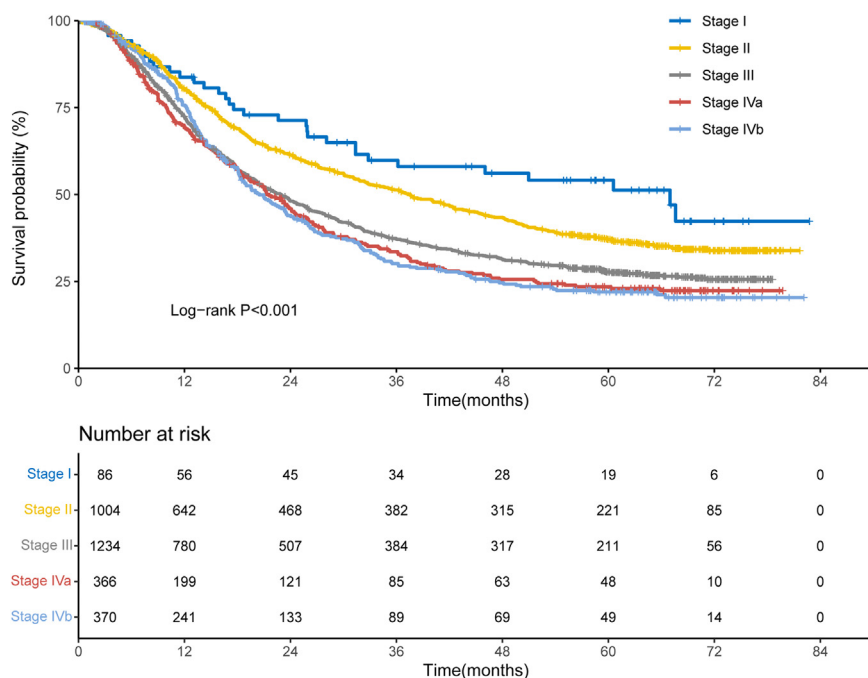 Survival probability (%)
100
75
50
25
0
Stage I
Stage II
Stage III
Stage IVa
Stage IVb
Log−rank P<0.001
0 12 24 36 48 60 72 84
Time(months)
Number at risk
Stage I 86 56 45 34 28 19 6 0
Stage II 1004 642 468 382 315 221 85 0
Stage III 1234 780 507 384 317 211 56 0
Stage IVa 366 199 121 85 63 48 10 0
Stage IVb 370 241 133 89 69 49 14 0
0 12 24 36 48 60 72 84
Time(months)